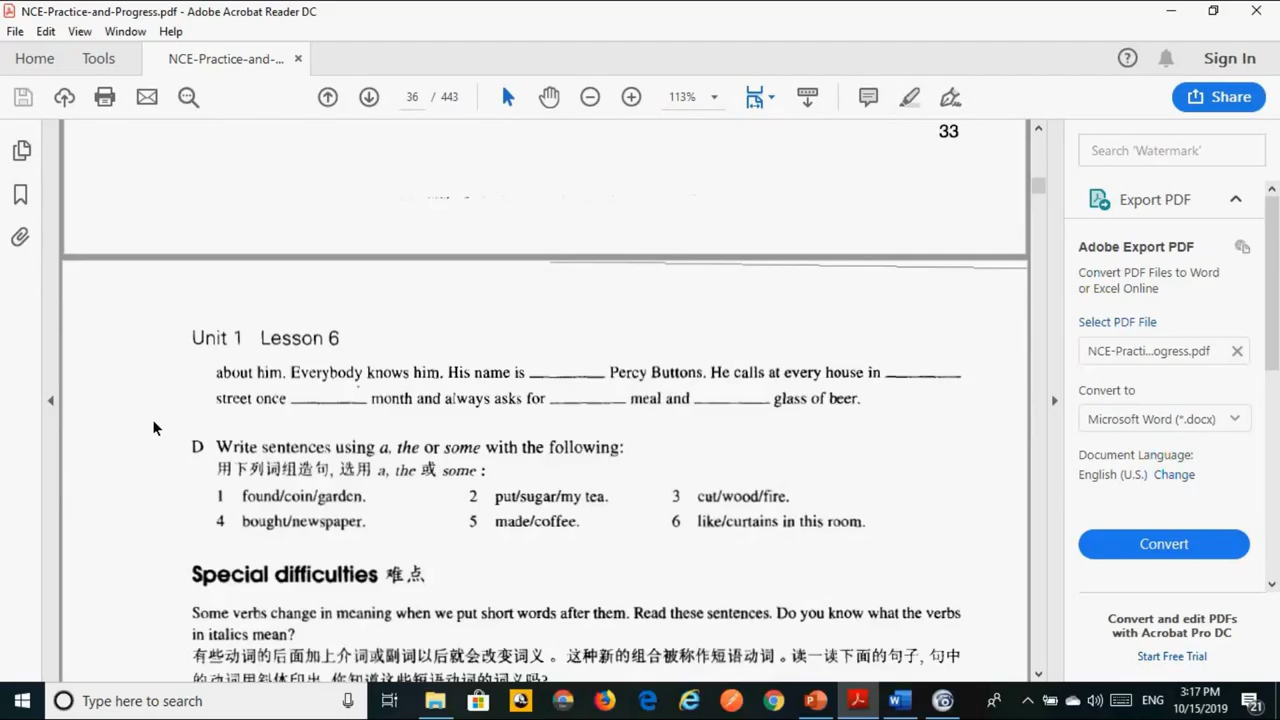 NCE-Practice-and-Progress.pdf - Adobe Acrobat Reader DC
File Edit View Window Help
Home Tools NCE-Practice-and-... × Sign In
36 / 443 113% Share
33
Unit 1 Lesson 6
about him. Everybody knows him. His name is ________ Percy Buttons. He calls at every house in ________
street once ________ month and always asks for ________ meal and ________ glass of beer.
D Write sentences using a, the or some with the following:
用下列词组造句, 选用 a, the 或 some :
1 found/coin/garden. 2 put/sugar/my tea. 3 cut/wood/fire.
4 bought/newspaper. 5 made/coffee. 6 like/curtains in this room.
Special difficulties 难点
Some verbs change in meaning when we put short words after them. Read these sentences. Do you know what the verbs
in italics mean?
有些动词的后面加上介词或副词以后就会改变词义。这种新的组合被称作短语动词。读一读下面的句子, 句中
的动词用斜体印出, 你知道这些短语动词的词义吗?
Search 'Watermark'
Export PDF
Adobe Export PDF
Convert PDF Files to Word
or Excel Online
Select PDF File
NCE-Practi...ogress.pdf
Convert to
Microsoft Word (*.docx)
Document Language:
English (U.S.) Change
Convert
Convert and edit PDFs
with Acrobat Pro DC
Start Free Trial
Type here to search
ENG
3:17 PM
10/15/2019
21